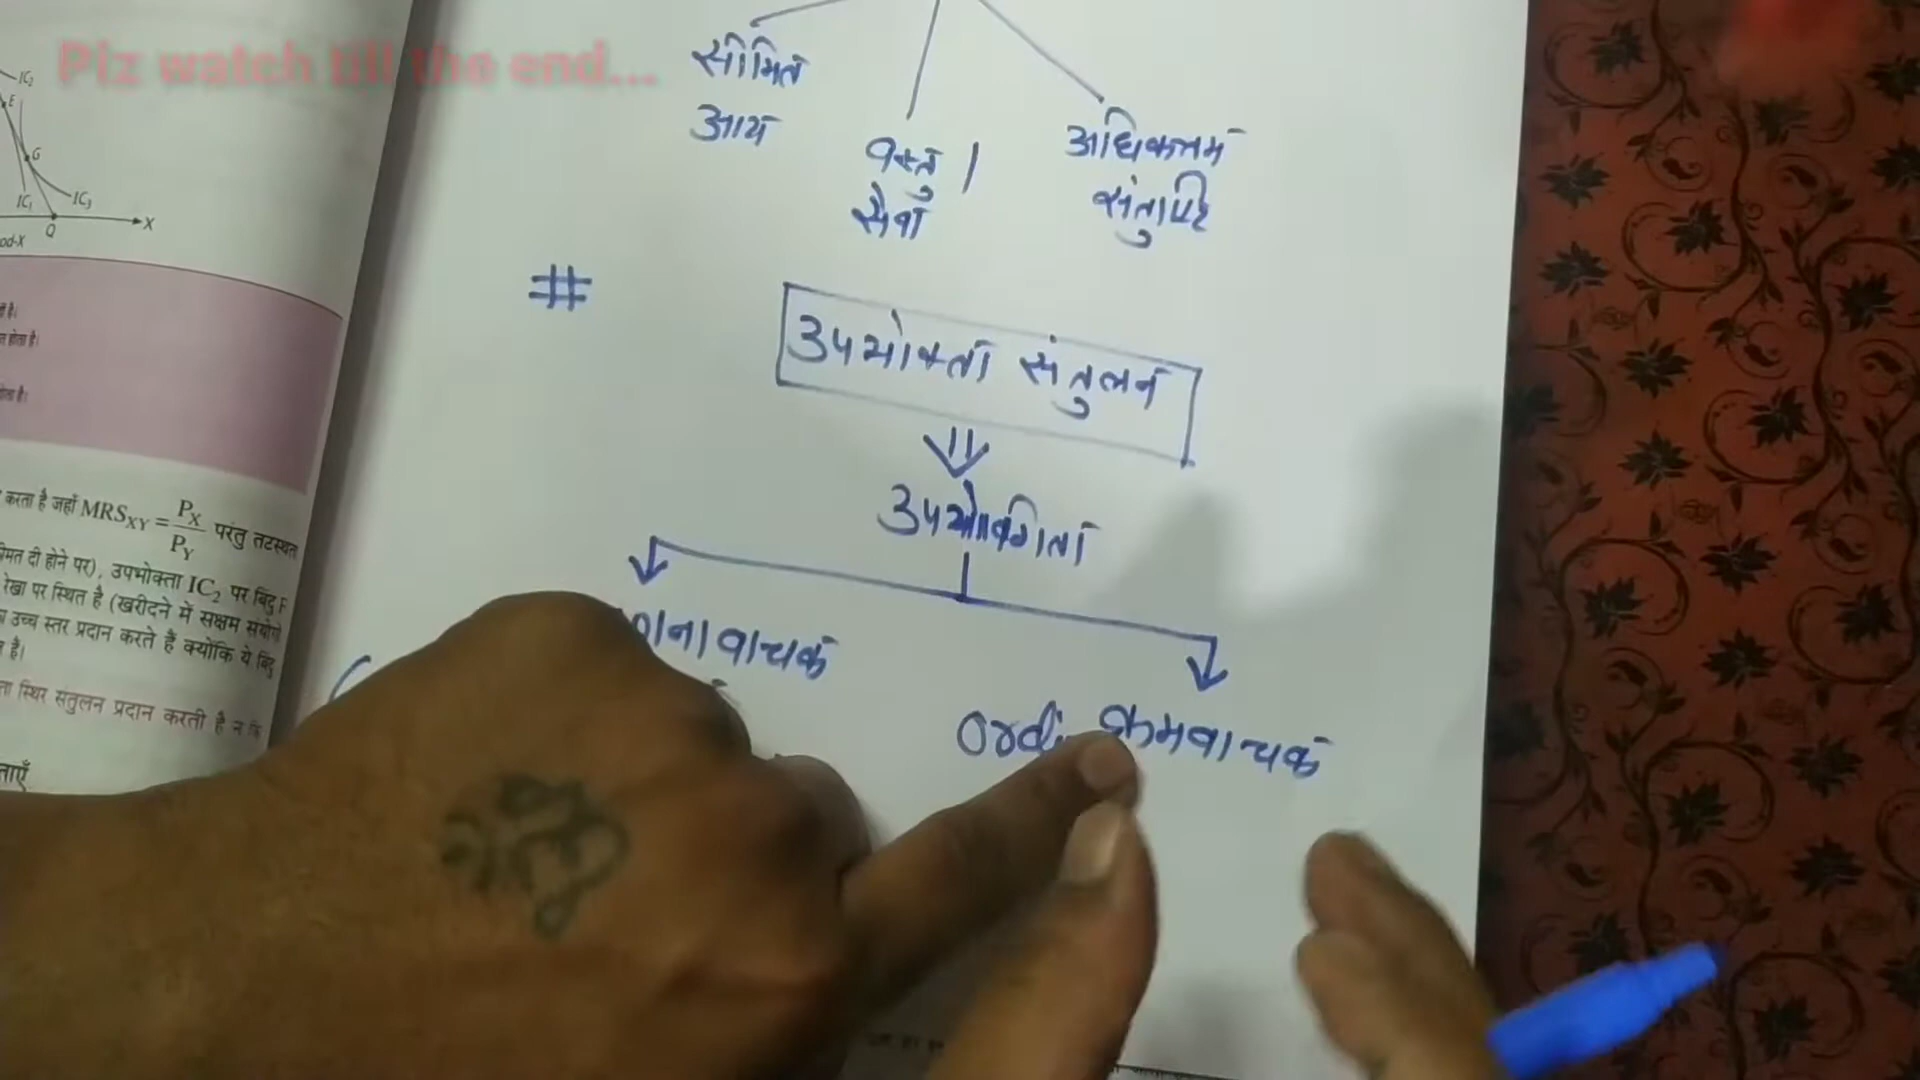 Plz watch till the end...
सीमित
आय
वस्तु |
सेवा
अधिकतम
संतुष्टि
#
उपभोक्ता संतुलन
उपयोगिता
गनावाचक
क्रमवाचक
IC2
E
G
IC1
IC3
Q
X
od-X
है।
होता है।
होता है।
करता है जहाँ MRSXY = PX/PY परंतु तटस्थता
कीमत दी होने पर), उपभोक्ता IC2 पर बिंदु F
रेखा पर स्थित है (खरीदने में सक्षम संयोगों
उच्च स्तर प्रदान करते हैं क्योंकि ये बिंदु
है।
स्थिर संतुलन प्रदान करती है न कि